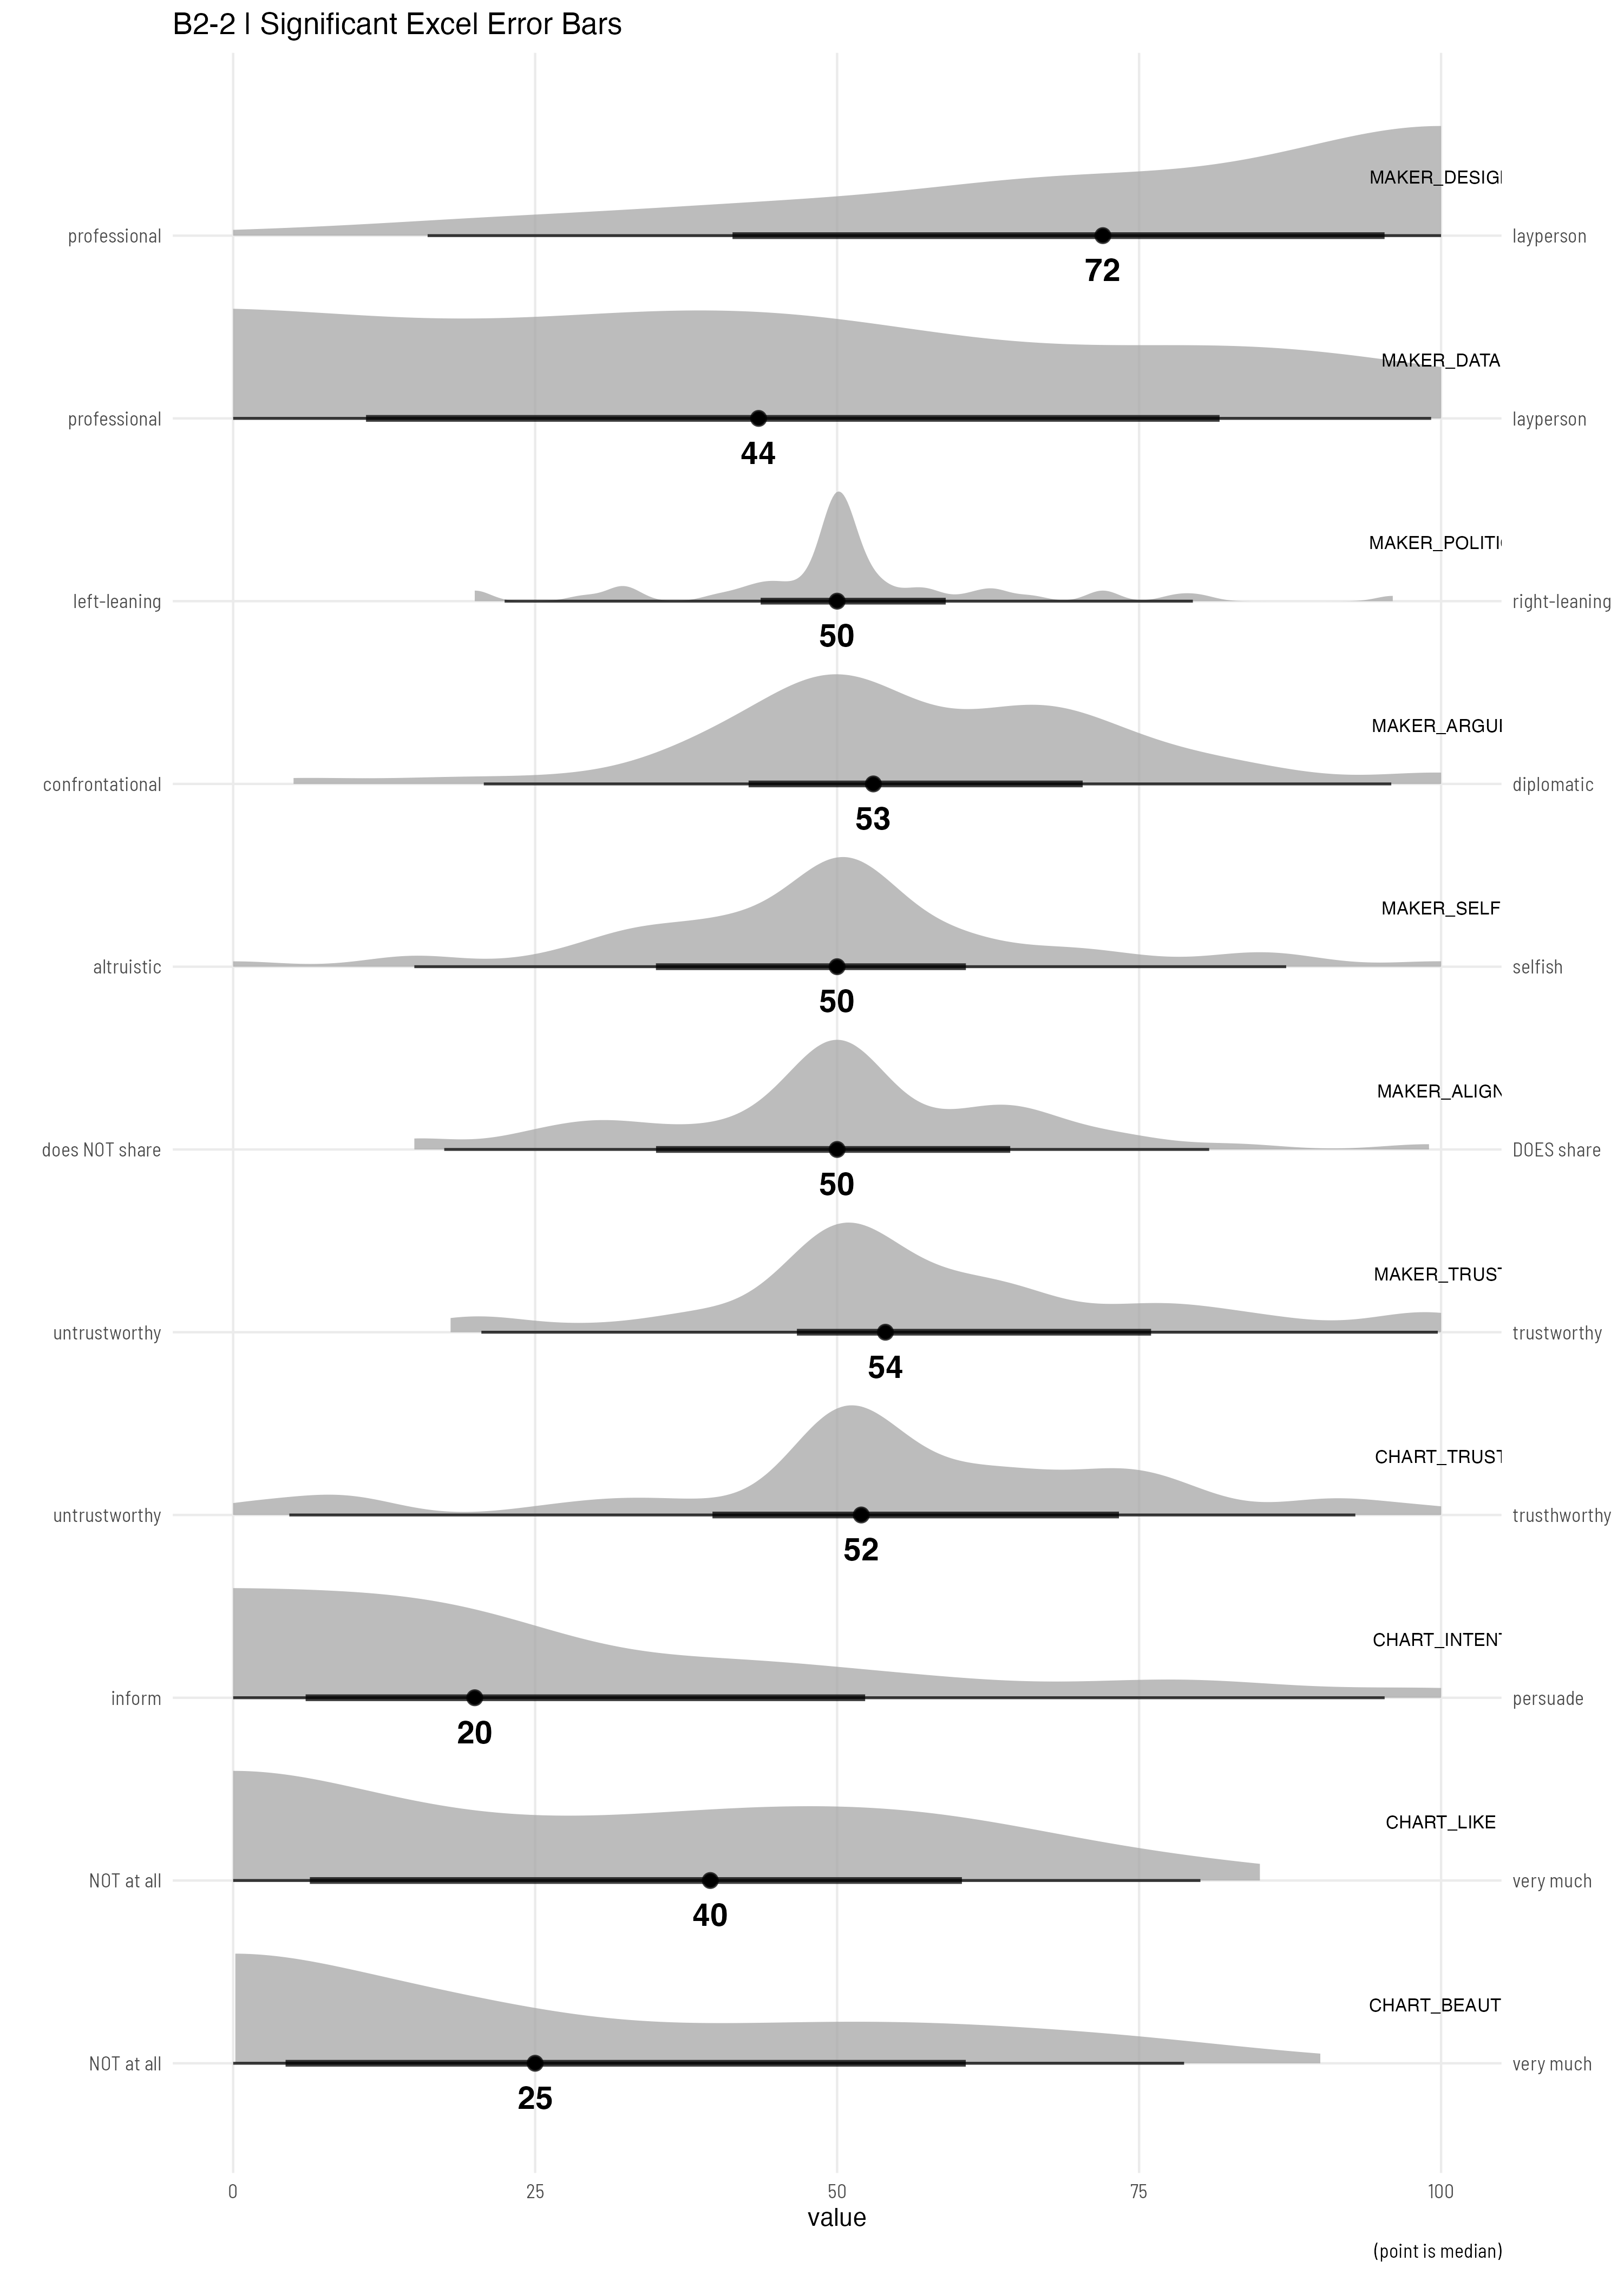 B2-2 | Significant Excel Error Bars
MAKER_DESIG
professional layperson
72
MAKER_DATA
professional layperson
44
MAKER_POLITI
left-leaning right-leaning
50
MAKER_ARGU
confrontational diplomatic
53
MAKER_SELF
altruistic selfish
50
MAKER_ALIGN
does NOT share DOES share
50
MAKER_TRUST
untrustworthy trustworthy
54
CHART_TRUST
untrustworthy trusthworthy
52
CHART_INTENT
inform persuade
20
CHART_LIKE
NOT at all very much
40
CHART_BEAUT
NOT at all very much
25
0 25 50 75 100
value
(point is median)